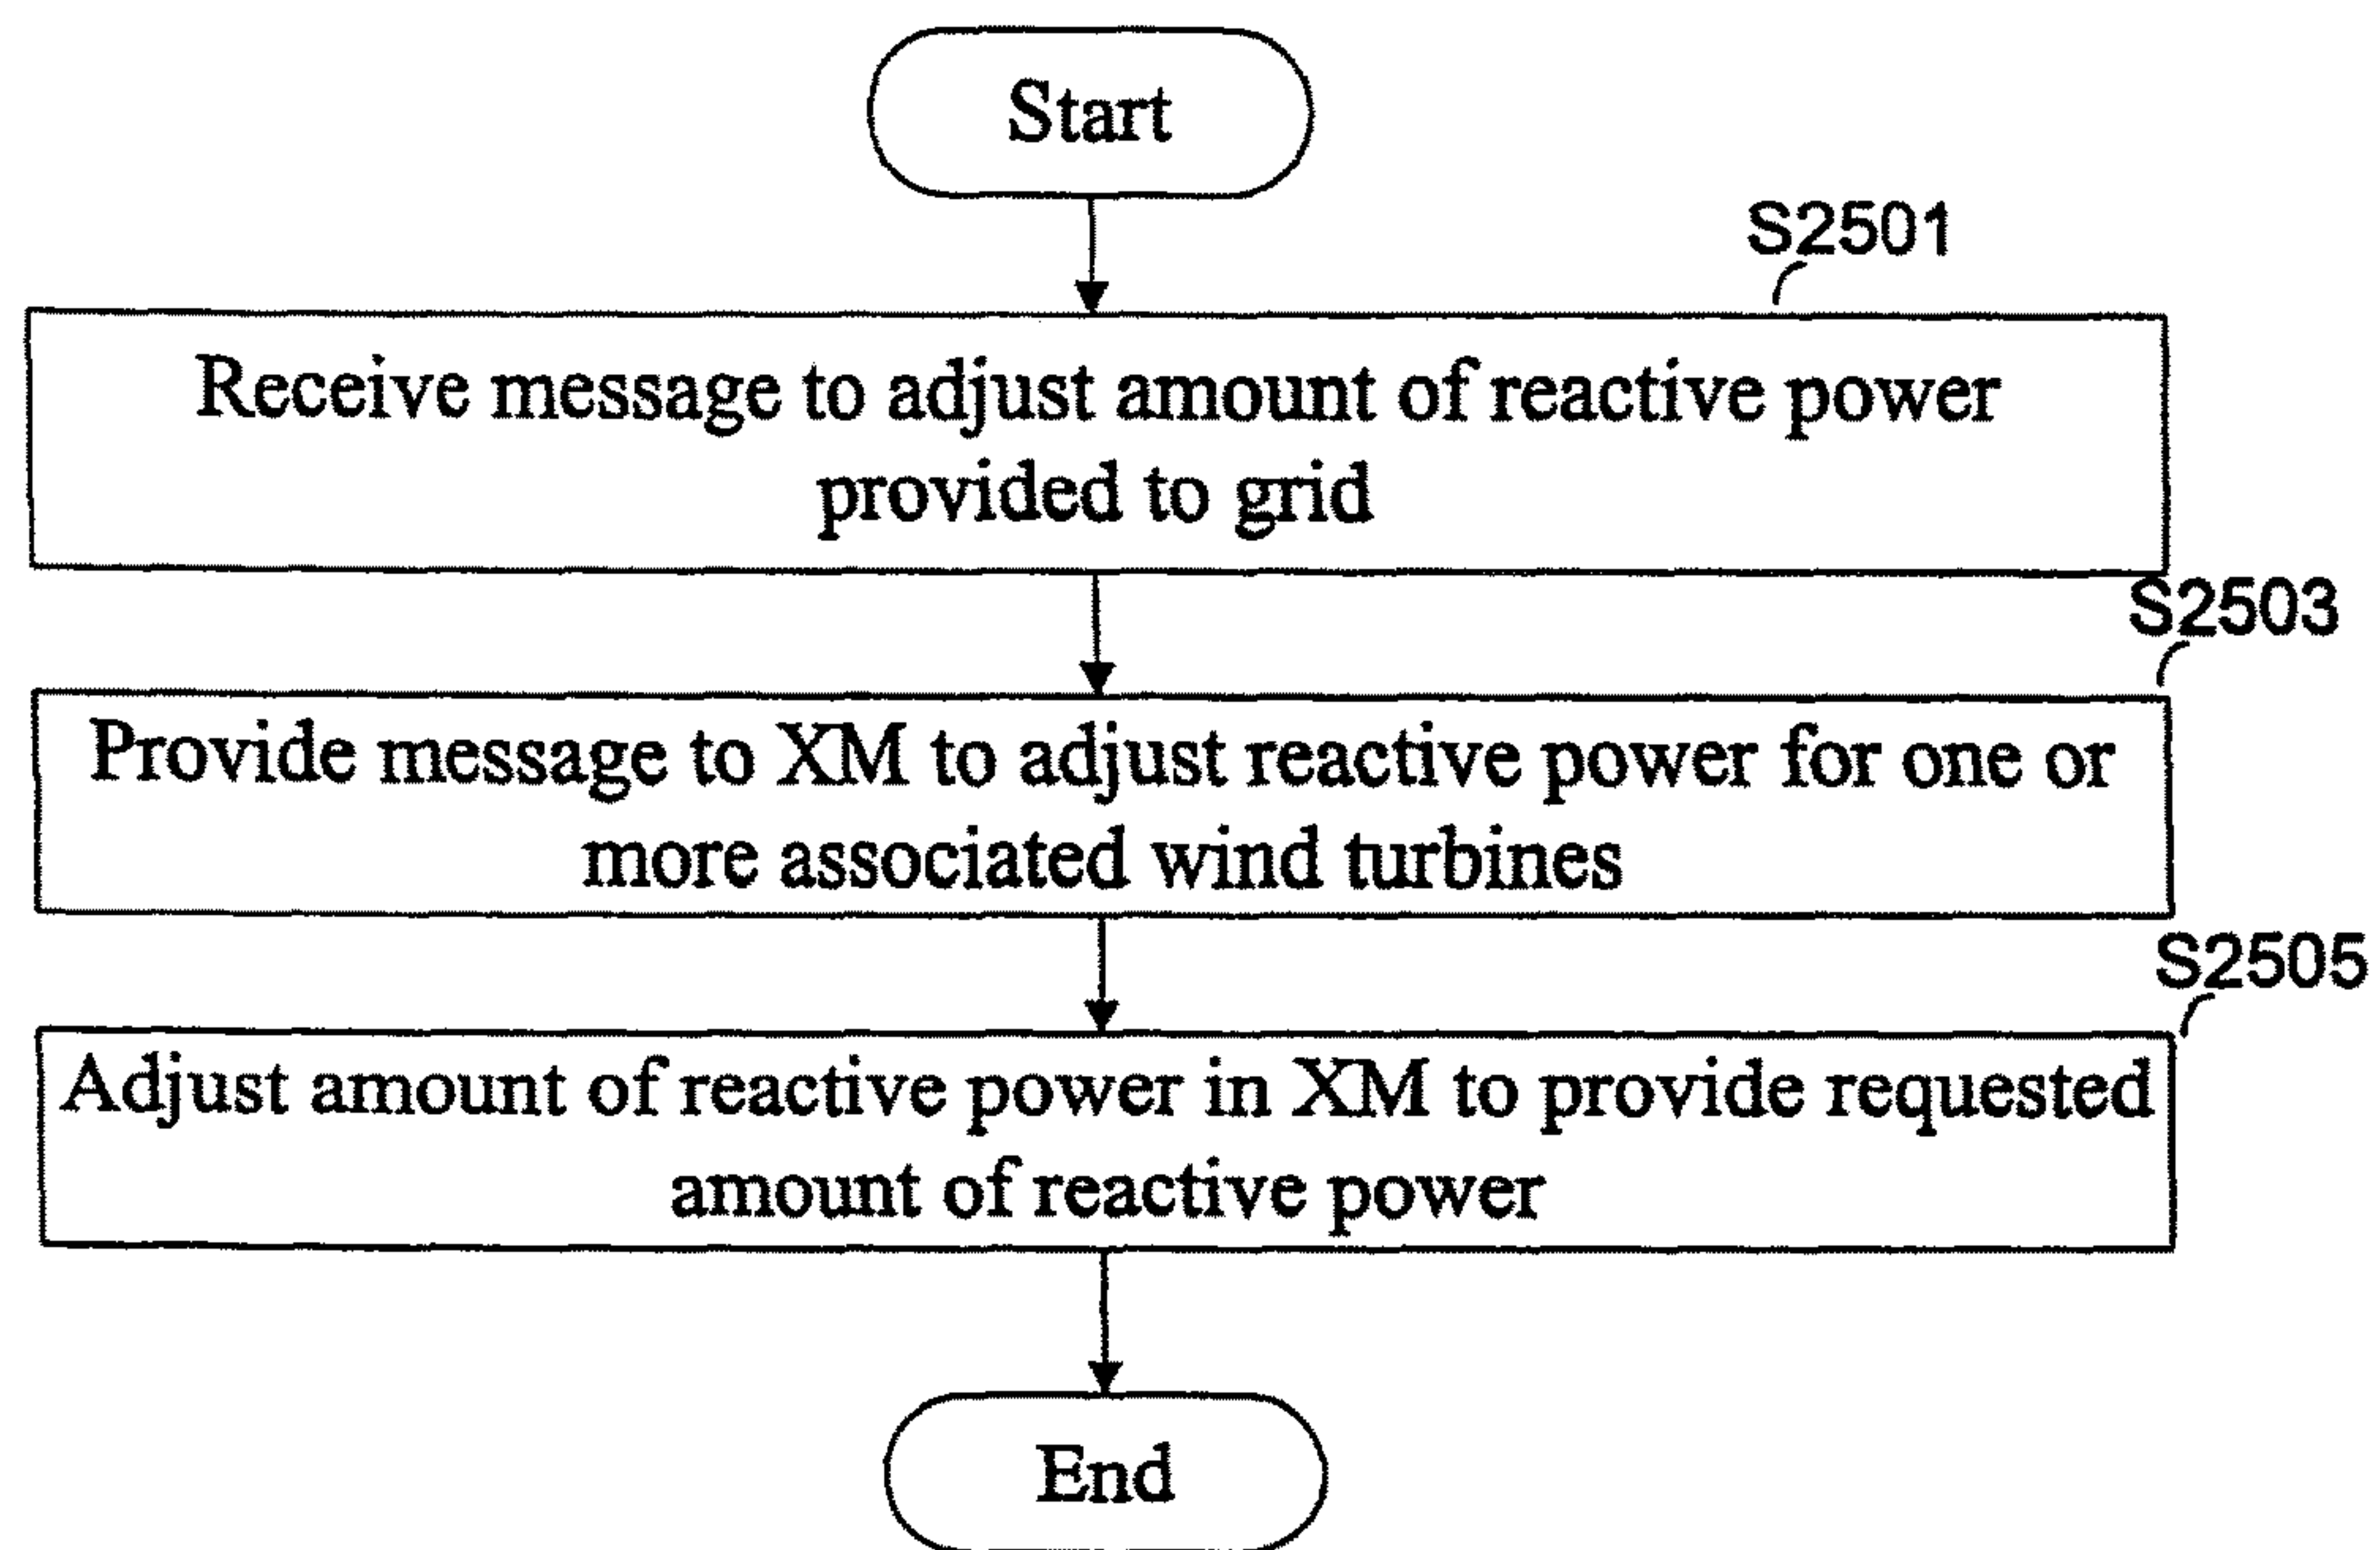 Start
S2501
Receive message to adjust amount of reactive power
provided to grid
S2503
Provide message to XM to adjust reactive power for one or
more associated wind turbines
S2505
Adjust amount of reactive power in XM to provide requested
amount of reactive power
End